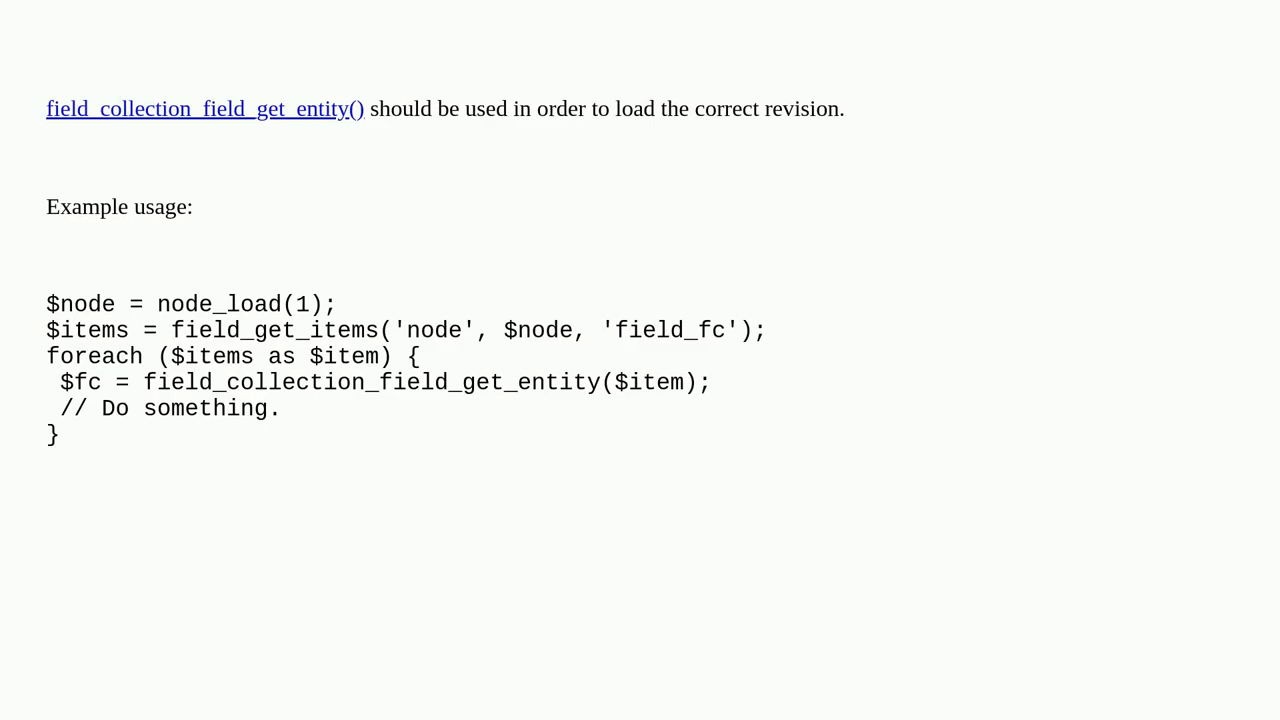 field_collection_field_get_entity() should be used in order to load the correct revision.
Example usage:
$node = node_load(1);
$items = field_get_items('node', $node, 'field_fc');
foreach ($items as $item) {
 $fc = field_collection_field_get_entity($item);
 // Do something.
}